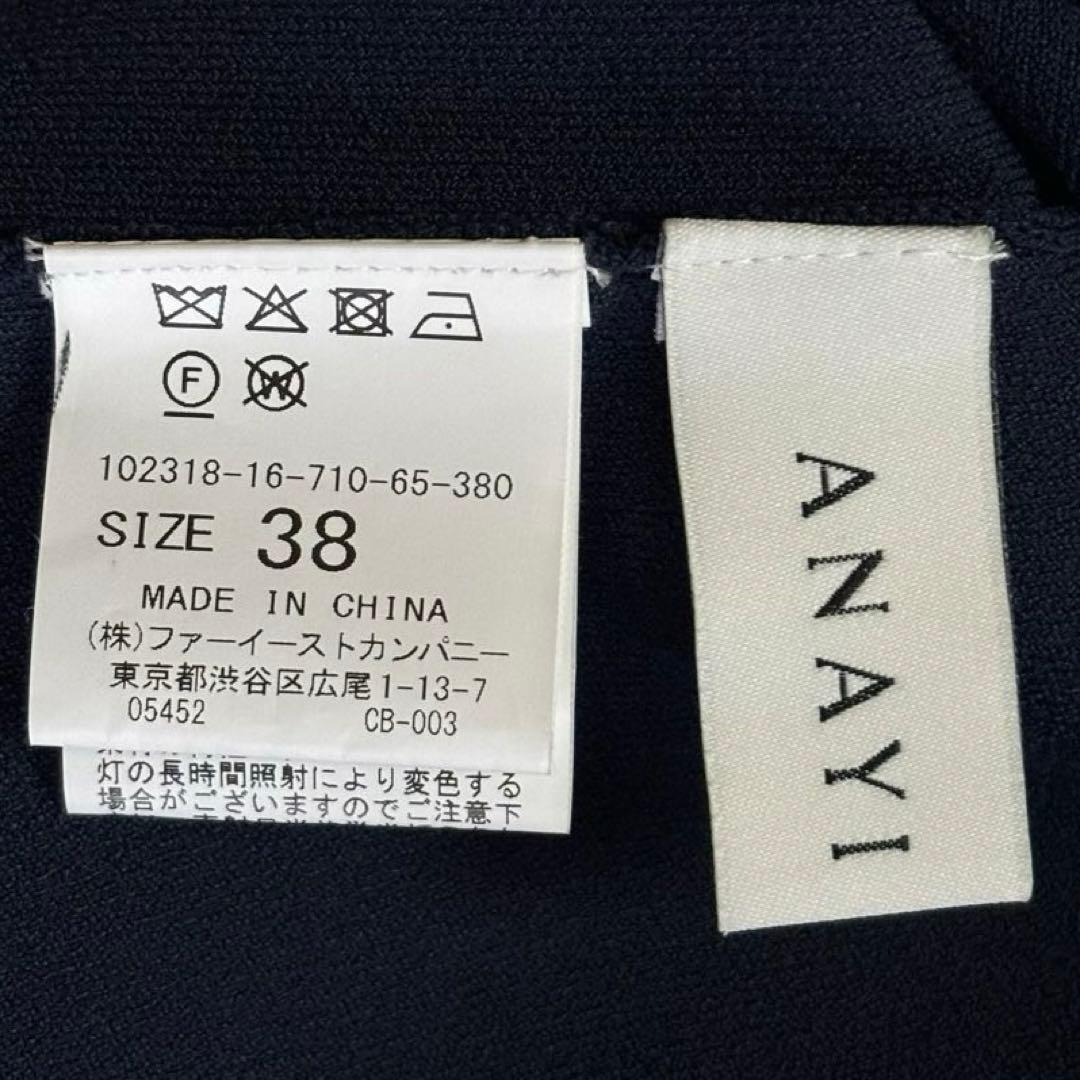 F
W
102318-16-710-65-380
SIZE 38
MADE IN CHINA
(株)ファーイーストカンパニー
東京都渋谷区広尾1-13-7
05452 CB-003
灯の長時間照射により変色する
場合がございますのでご注意下
ANAYI